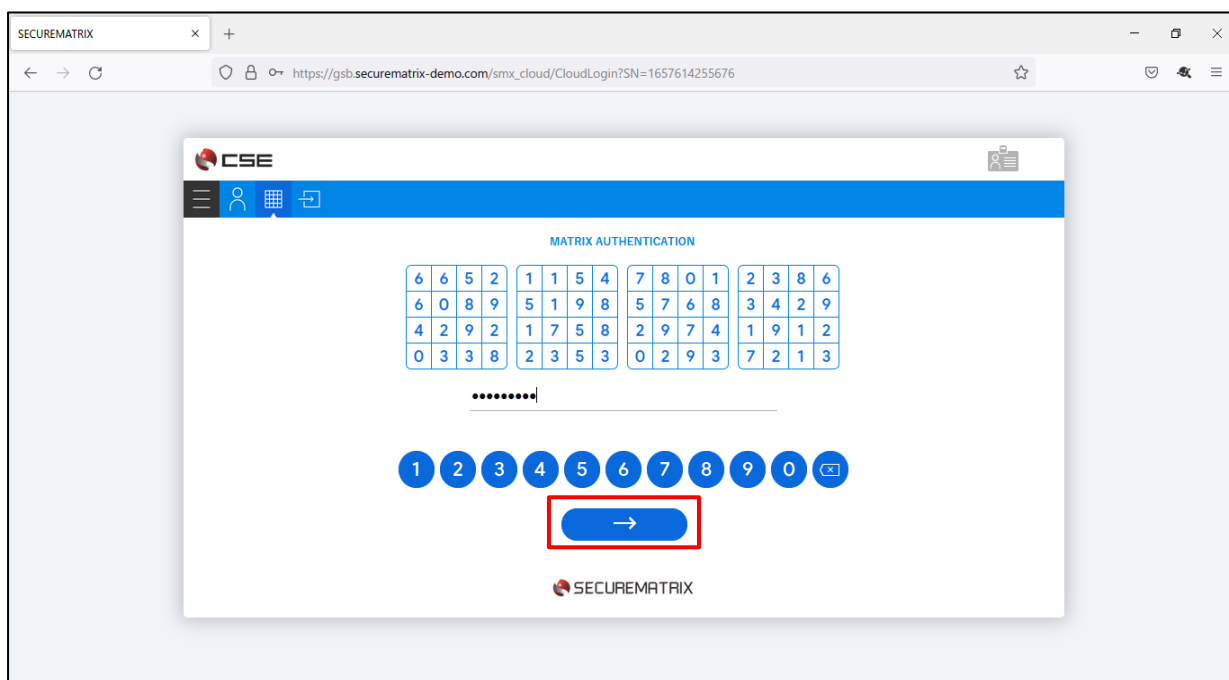 SECUREMATRIX
https://gsb.securematrix-demo.com/smx_cloud/CloudLogin?SN=1657614255676
CSE
MATRIX AUTHENTICATION
6 6 5 2 1 1 5 4 7 8 0 1 2 3 8 6
6 0 8 9 5 1 9 8 5 7 6 8 3 4 2 9
4 2 9 2 1 7 5 8 2 9 7 4 1 9 1 2
0 3 3 8 2 3 5 3 0 2 9 3 7 2 1 3
1 2 3 4 5 6 7 8 9 0
SECUREMATRIX